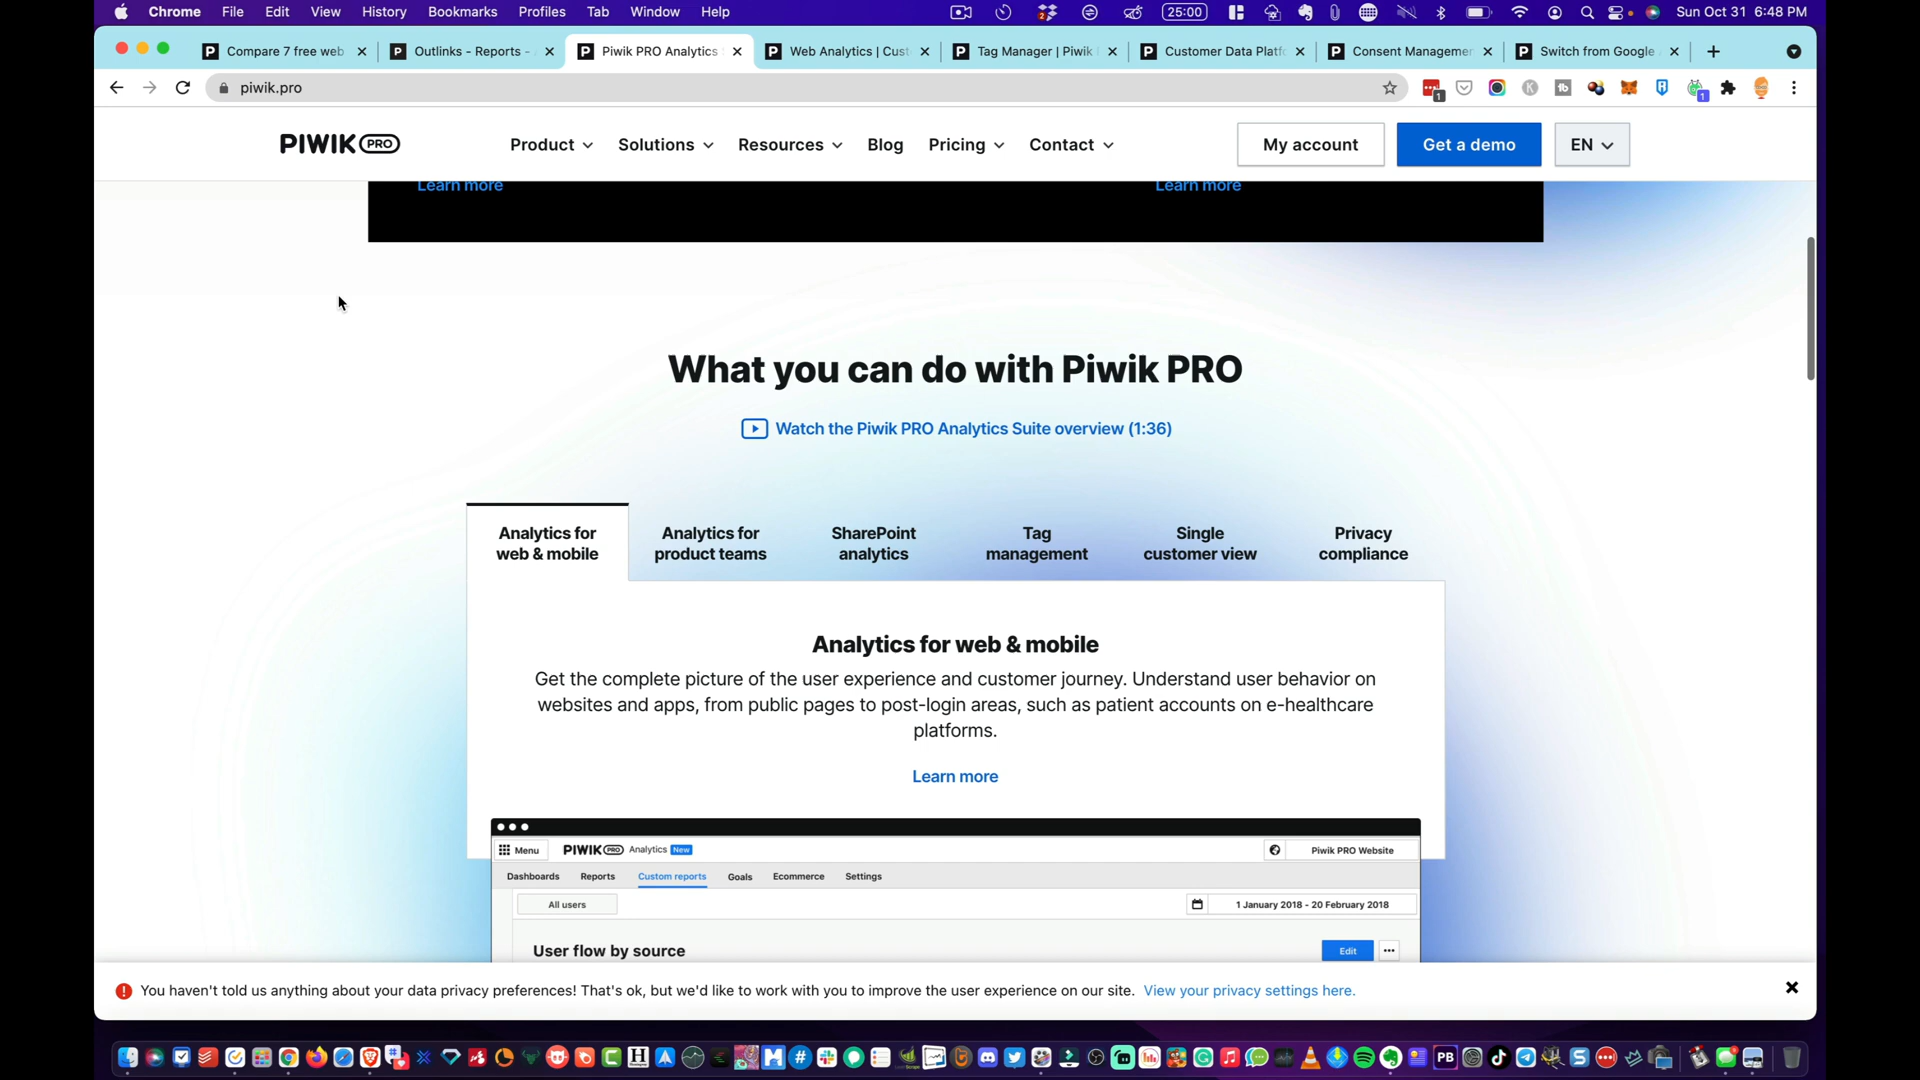 Chrome File Edit View History Bookmarks Profiles Tab Window Help 25:00 Sun Oct 31 6:48 PM
Compare 7 free web Outlinks - Reports - Piwik PRO Analytics Web Analytics | Cust Tag Manager | Piwik Customer Data Platf Consent Managemen Switch from Google
piwik.pro
PIWIK PRO Product Solutions Resources Blog Pricing Contact My account Get a demo EN
Learn more Learn more
What you can do with Piwik PRO
Watch the Piwik PRO Analytics Suite overview (1:36)
Analytics for web & mobile
Analytics for product teams
SharePoint analytics
Tag management
Single customer view
Privacy compliance
Analytics for web & mobile
Get the complete picture of the user experience and customer journey. Understand user behavior on
websites and apps, from public pages to post-login areas, such as patient accounts on e-healthcare
platforms.
Learn more
Menu PIWIK PRO Analytics New Piwik PRO Website
Dashboards Reports Custom reports Goals Ecommerce Settings
All users 1 January 2018 - 20 February 2018
User flow by source Edit
You haven't told us anything about your data privacy preferences! That's ok, but we'd like to work with you to improve the user experience on our site. View your privacy settings here.